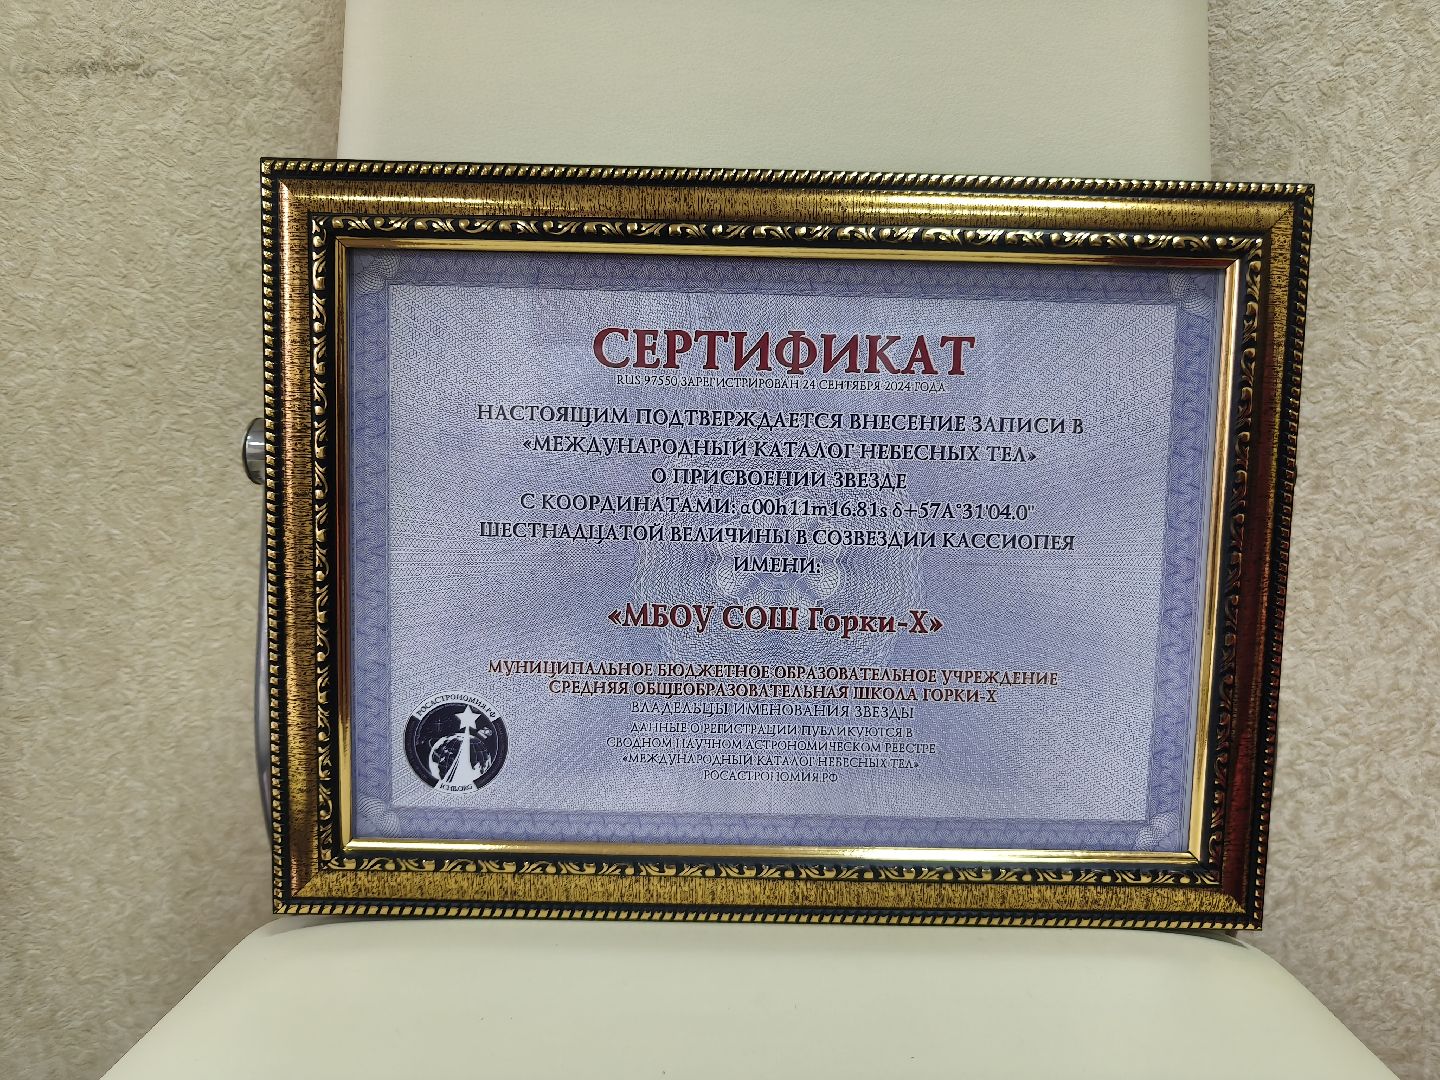 СЕРТИФИКАТ
RUS 97550 ЗАРЕГИСТРИРОВАН 24 СЕНТЯБРЯ 2024 ГОДА
НАСТОЯЩИМ ПОДТВЕРЖДАЕТСЯ ВНЕСЕНИЕ ЗАПИСИ В
«МЕЖДУНАРОДНЫЙ КАТАЛОГ НЕБЕСНЫХ ТЕЛ»
О ПРИСВОЕНИИ ЗВЕЗДЕ
С КООРДИНАТАМИ: α00h11m16.81s δ+57A°31'04.0"
ШЕСТНАДЦАТОЙ ВЕЛИЧИНЫ В СОЗВЕЗДИИ КАССИОПЕЯ
ИМЕНИ:
«МБОУ СОШ Горки-Х»
МУНИЦИПАЛЬНОЕ БЮДЖЕТНОЕ ОБРАЗОВАТЕЛЬНОЕ УЧРЕЖДЕНИЕ
СРЕДНЯЯ ОБЩЕОБРАЗОВАТЕЛЬНАЯ ШКОЛА ГОРКИ-Х
ВЛАДЕЛЬЦЫ ИМЕНОВАНИЯ ЗВЕЗДЫ
ДАННЫЕ О РЕГИСТРАЦИИ ПУБЛИКУЮТСЯ В
СВОДНОМ НАУЧНОМ АСТРОНОМИЧЕСКОМ РЕЕСТРЕ
«МЕЖДУНАРОДНЫЙ КАТАЛОГ НЕБЕСНЫХ ТЕЛ»
РОСАСТРОНОМИЯ.РФ
РОСАСТРОНОМИЯ.РФ